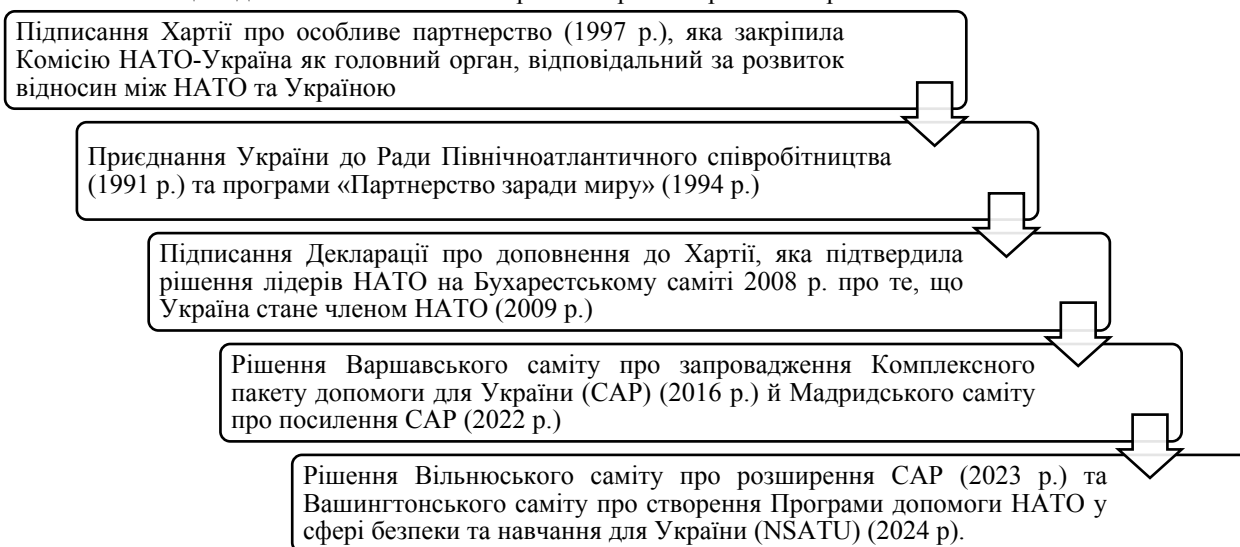 Підписання Хартії про особливе партнерство (1997 р.), яка закріпила
Комісію НАТО-Україна як головний орган, відповідальний за розвиток
відносин між НАТО та Україною
Приєднання України до Ради Північноатлантичного співробітництва
(1991 р.) та програми «Партнерство заради миру» (1994 р.)
Підписання Декларації про доповнення до Хартії, яка підтвердила
рішення лідерів НАТО на Бухарестському саміті 2008 р. про те, що
Україна стане членом НАТО (2009 р.)
Рішення Варшавського саміту про запровадження Комплексного
пакету допомоги для України (САР) (2016 р.) й Мадридського саміту
про посилення САР (2022 р.)
Рішення Вільнюського саміту про розширення САР (2023 р.) та
Вашингтонського саміту про створення Програми допомоги НАТО у
сфері безпеки та навчання для України (NSATU) (2024 р).